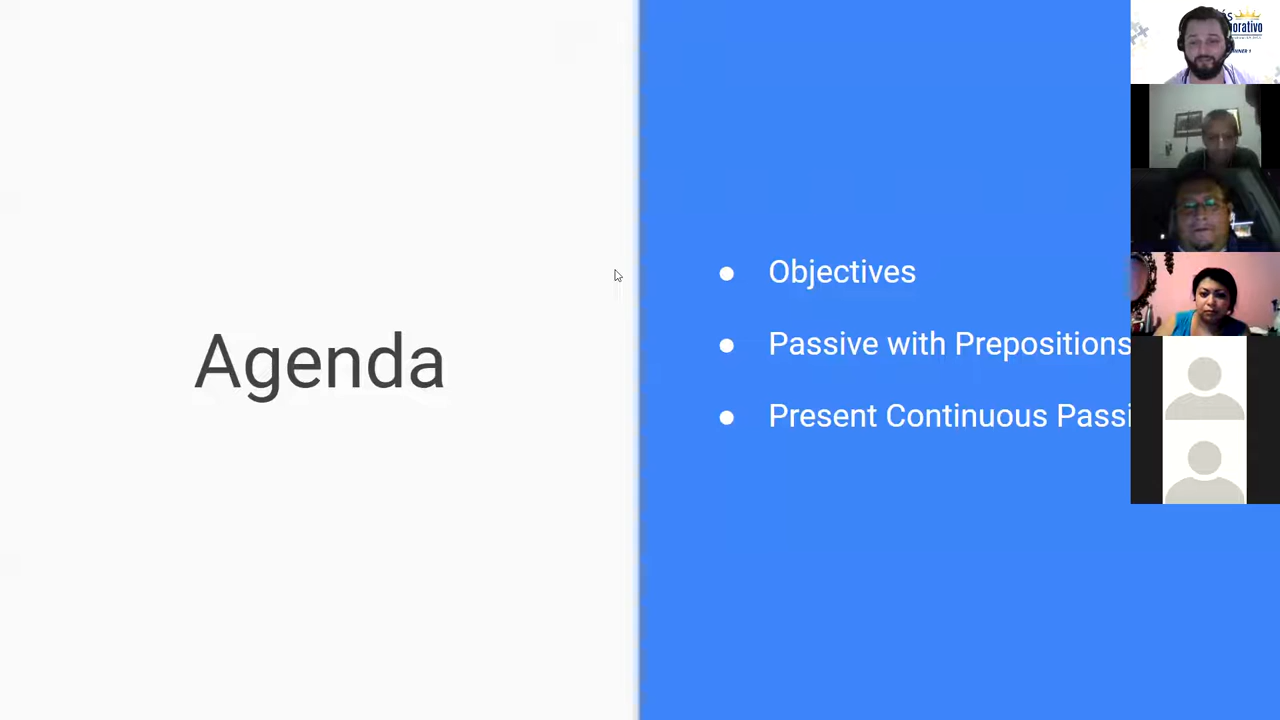 Agenda
● Objectives
● Passive with Prepositions
● Present Continuous Passi